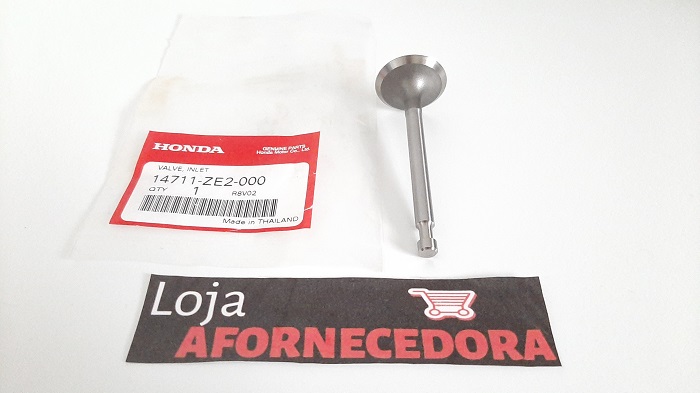 HONDA
GENUINE PARTS
Honda Motor Co., Ltd.
VALVE, INLET
14711-ZE2-000
QTY 1 R8V02
Made in THAILAND
Loja
AFORNECEDORA